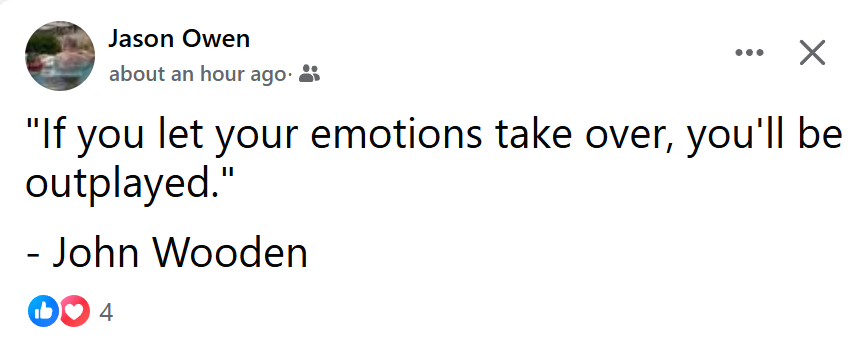 Jason Owen
about an hour ago·
"If you let your emotions take over, you'll be
outplayed."
- John Wooden
4